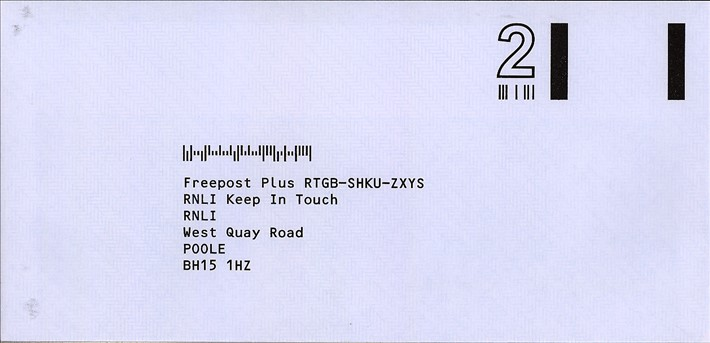 2
Freepost Plus RTGB-SHKU-ZXYS
RNLI Keep In Touch
RNLI
West Quay Road
POOLE
BH15 1HZ